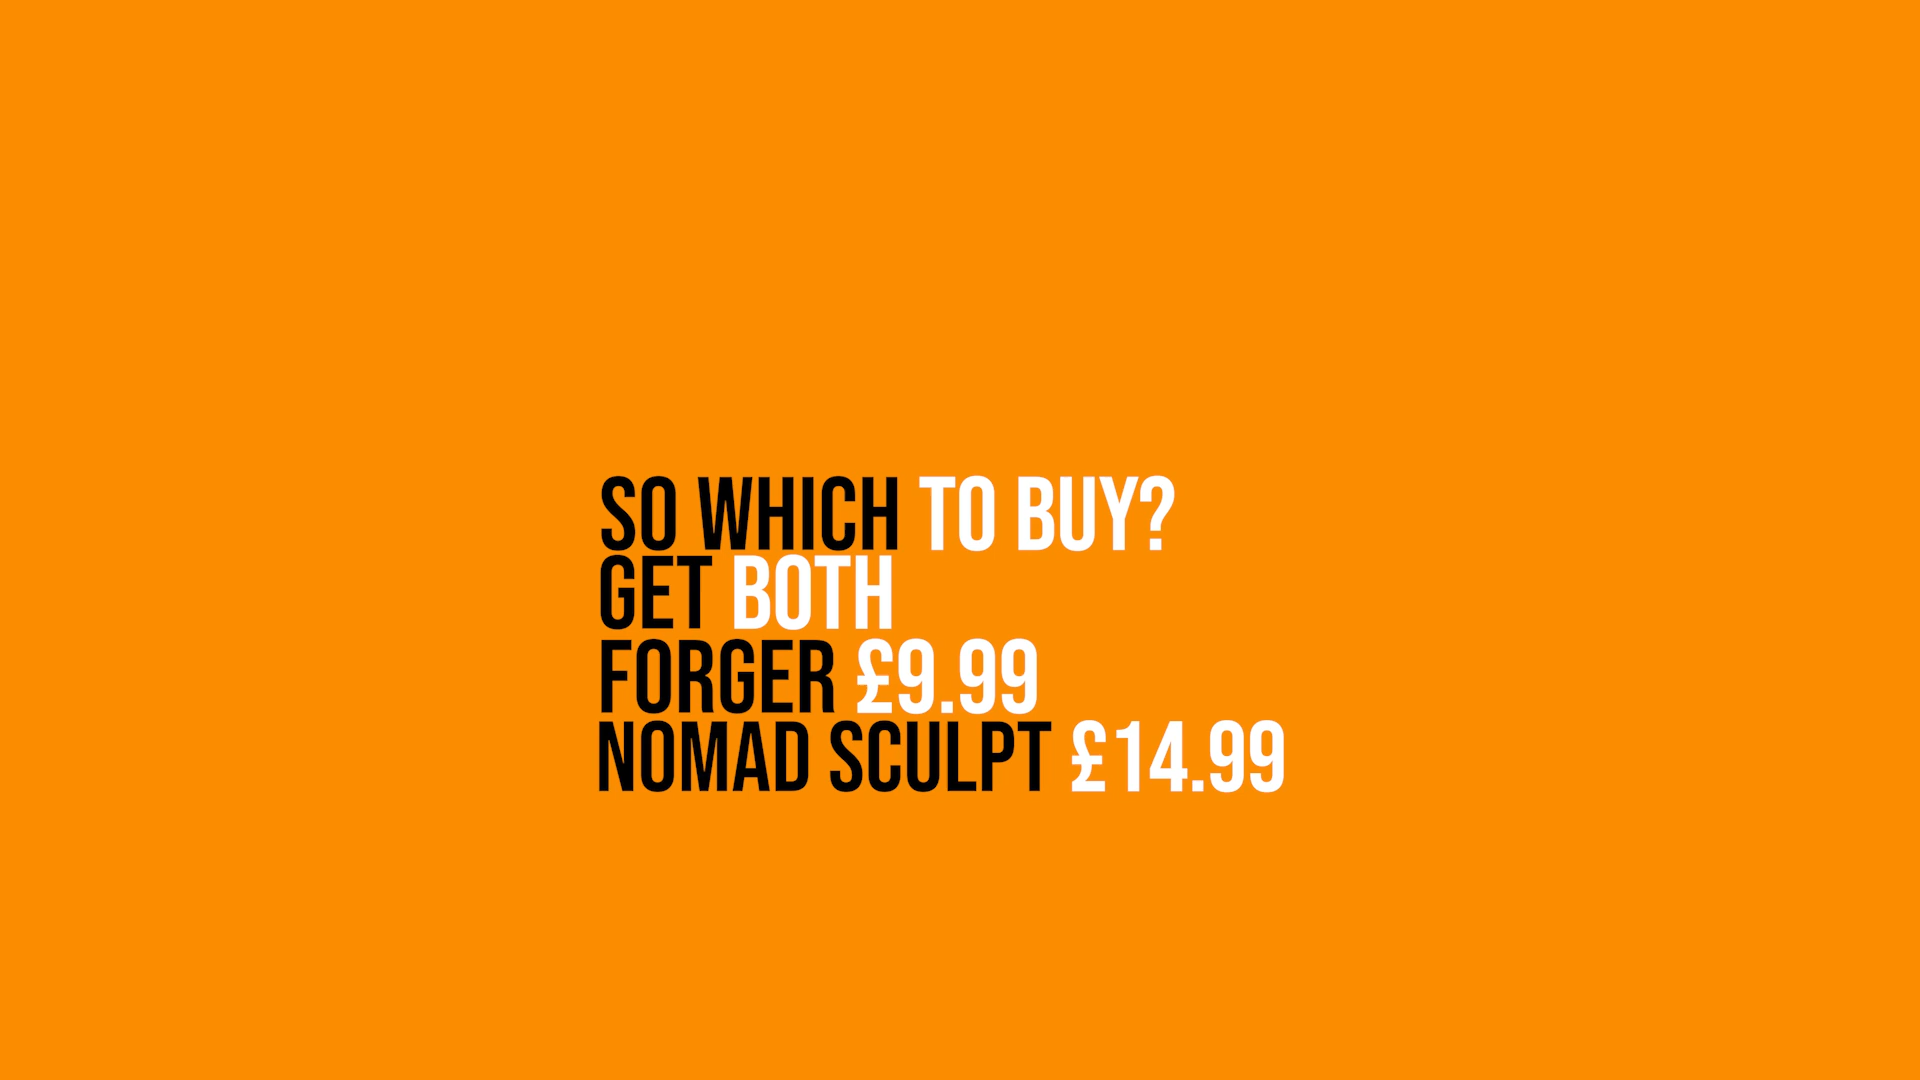 SO WHICH TO BUY?
GET BOTH
FORGER £9.99
NOMAD SCULPT £14.99